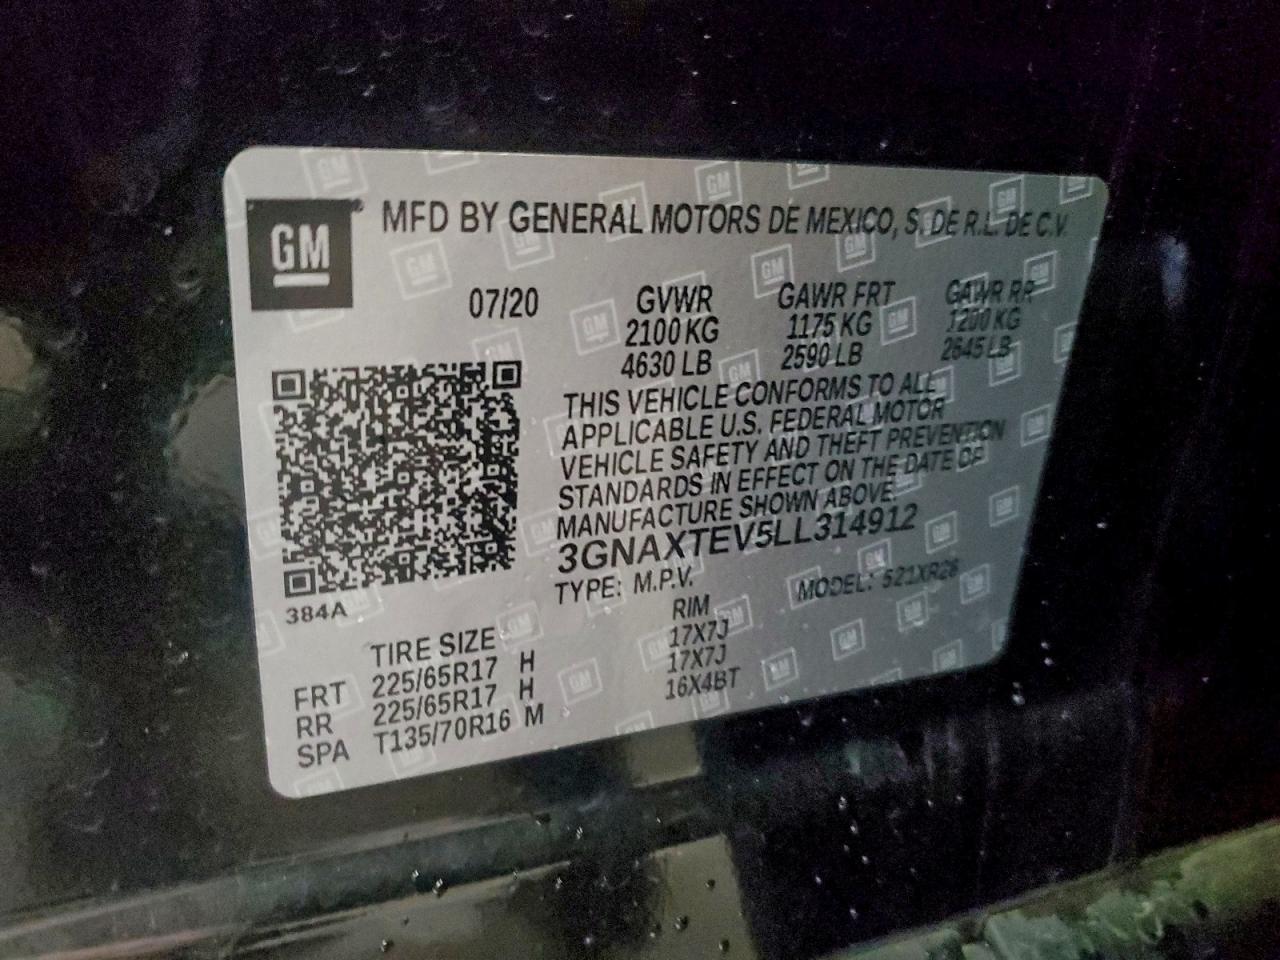 GM
MFD BY GENERAL MOTORS DE MEXICO, S. DE R.L. DE C.V.
07/20 GVWR GAWR FRT GAWR RR
2100 KG 1175 KG 1200 KG
4630 LB 2590 LB 2645 LB
THIS VEHICLE CONFORMS TO ALL
APPLICABLE U.S. FEDERAL MOTOR
VEHICLE SAFETY AND THEFT PREVENTION
STANDARDS IN EFFECT ON THE DATE OF
MANUFACTURE SHOWN ABOVE.
3GNAXTEV5LL314912
TYPE: M.P.V. MODEL: 521XR26
384A
TIRE SIZE RIM
FRT 225/65R17 H 17X7J
RR 225/65R17 H 17X7J
SPA T135/70R16 M 16X4BT